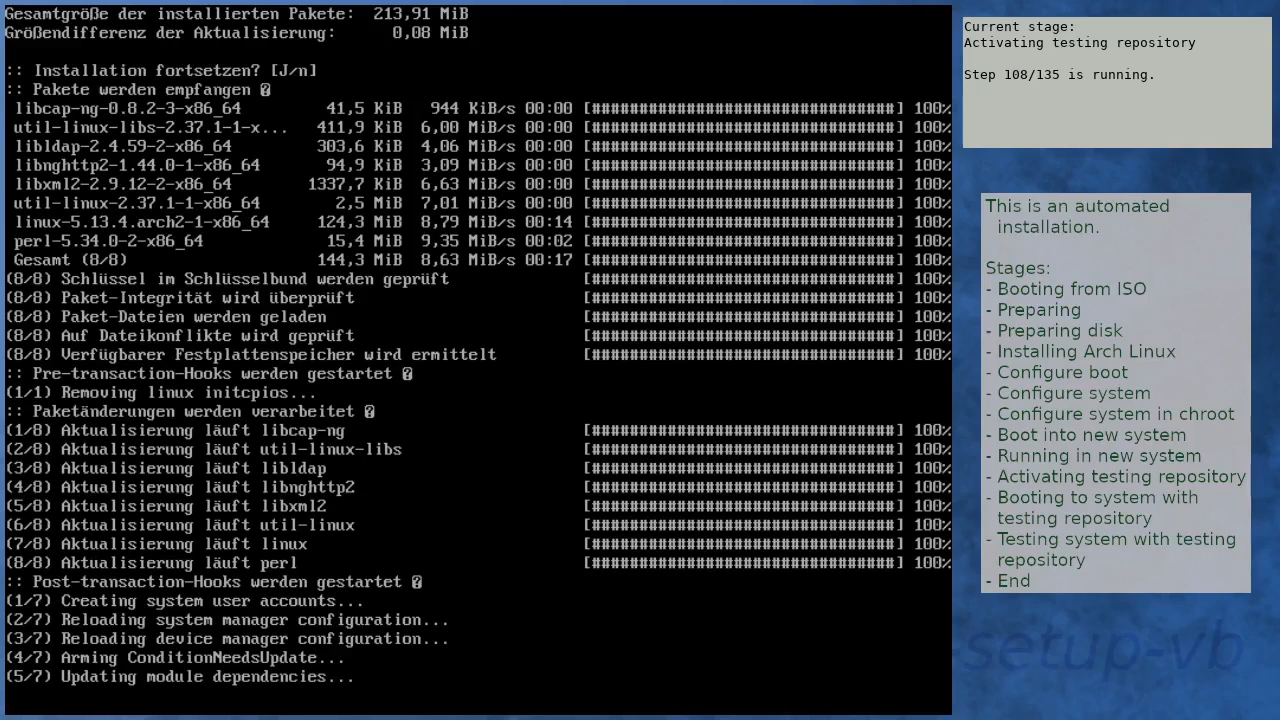 Gesamtgröße der installierten Pakete:  213,91 MiB
Größendifferenz der Aktualisierung:      0,08 MiB
:: Installation fortsetzen? [J/n]
:: Pakete werden empfangen �
libcap-ng-0.8.2-3-x86_64 41,5 KiB 944 KiB/s 00:00 [################################] 100%
util-linux-libs-2.37.1-1-x... 411,9 KiB 6,00 MiB/s 00:00 [################################] 100%
libldap-2.4.59-2-x86_64 303,6 KiB 4,06 MiB/s 00:00 [################################] 100%
libnghttp2-1.44.0-1-x86_64 94,9 KiB 3,09 MiB/s 00:00 [################################] 100%
libxml2-2.9.12-2-x86_64 1337,7 KiB 6,63 MiB/s 00:00 [################################] 100%
util-linux-2.37.1-1-x86_64 2,5 MiB 7,01 MiB/s 00:00 [################################] 100%
linux-5.13.4.arch2-1-x86_64 124,3 MiB 8,79 MiB/s 00:14 [################################] 100%
perl-5.34.0-2-x86_64 15,4 MiB 9,35 MiB/s 00:02 [################################] 100%
Gesamt (8/8) 144,3 MiB 8,63 MiB/s 00:17 [################################] 100%
(8/8) Schlüssel im Schlüsselbund werden geprüft [################################] 100%
(8/8) Paket-Integrität wird überprüft [################################] 100%
(8/8) Paket-Dateien werden geladen [################################] 100%
(8/8) Auf Dateikonflikte wird geprüft [################################] 100%
(8/8) Verfügbarer Festplattenspeicher wird ermittelt [################################] 100%
:: Pre-transaction-Hooks werden gestartet �
(1/1) Removing linux initcpios...
:: Paketänderungen werden verarbeitet �
(1/8) Aktualisierung läuft libcap-ng [################################] 100%
(2/8) Aktualisierung läuft util-linux-libs [################################] 100%
(3/8) Aktualisierung läuft libldap [################################] 100%
(4/8) Aktualisierung läuft libnghttp2 [################################] 100%
(5/8) Aktualisierung läuft libxml2 [################################] 100%
(6/8) Aktualisierung läuft util-linux [################################] 100%
(7/8) Aktualisierung läuft linux [################################] 100%
(8/8) Aktualisierung läuft perl [################################] 100%
:: Post-transaction-Hooks werden gestartet �
(1/7) Creating system user accounts...
(2/7) Reloading system manager configuration...
(3/7) Reloading device manager configuration...
(4/7) Arming ConditionNeedsUpdate...
(5/7) Updating module dependencies...
Current stage:
Activating testing repository
Step 108/135 is running.
This is an automated
installation.
Stages:
- Booting from ISO
- Preparing
- Preparing disk
- Installing Arch Linux
- Configure boot
- Configure system
- Configure system in chroot
- Boot into new system
- Running in new system
- Activating testing repository
- Booting to system with
testing repository
- Testing system with testing
repository
- End
setup-vb